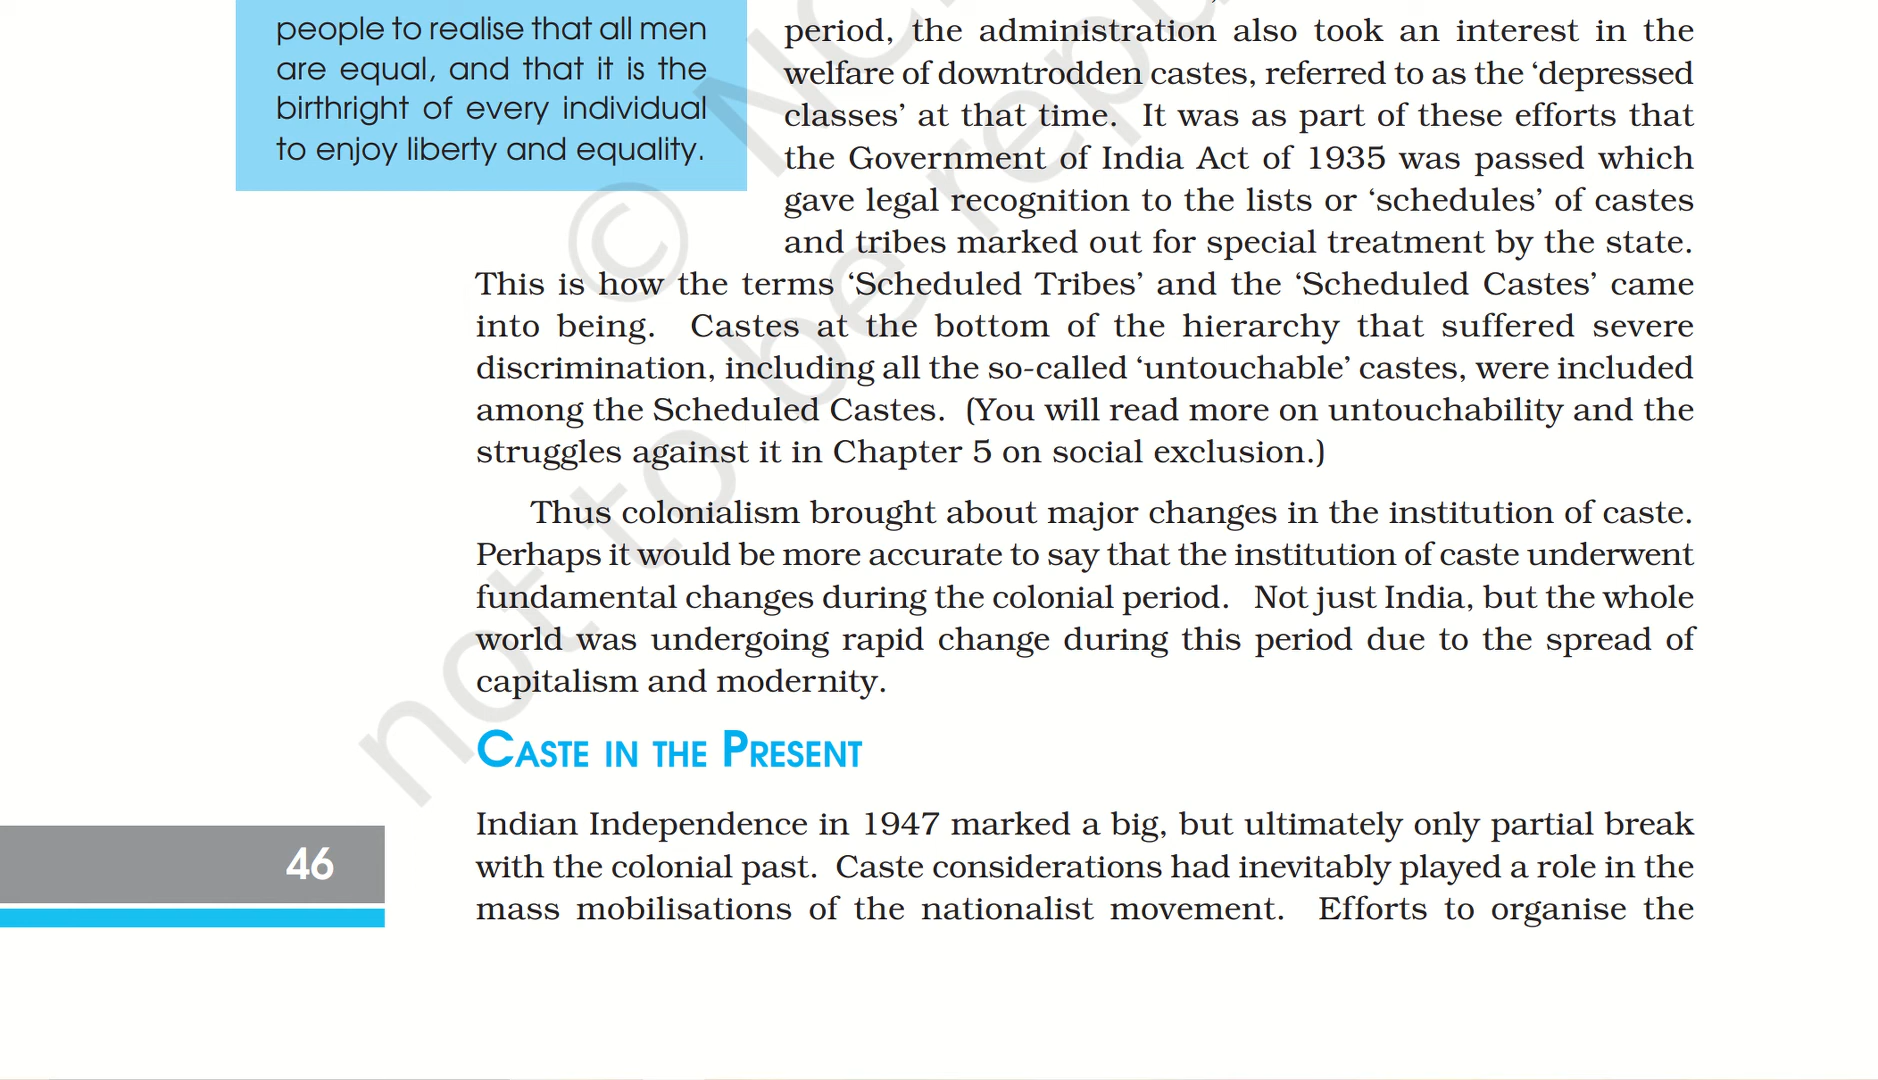 people to realise that all men
are equal, and that it is the
birthright of every individual
to enjoy liberty and equality.
period, the administration also took an interest in the
welfare of downtrodden castes, referred to as the ‘depressed
classes’ at that time. It was as part of these efforts that
the Government of India Act of 1935 was passed which
gave legal recognition to the lists or ‘schedules’ of castes
and tribes marked out for special treatment by the state.
This is how the terms ‘Scheduled Tribes’ and the ‘Scheduled Castes’ came
into being. Castes at the bottom of the hierarchy that suffered severe
discrimination, including all the so-called ‘untouchable’ castes, were included
among the Scheduled Castes. (You will read more on untouchability and the
struggles against it in Chapter 5 on social exclusion.)
Thus colonialism brought about major changes in the institution of caste.
Perhaps it would be more accurate to say that the institution of caste underwent
fundamental changes during the colonial period. Not just India, but the whole
world was undergoing rapid change during this period due to the spread of
capitalism and modernity.
CASTE IN THE PRESENT
Indian Independence in 1947 marked a big, but ultimately only partial break
with the colonial past. Caste considerations had inevitably played a role in the
mass mobilisations of the nationalist movement. Efforts to organise the
46
© NC
not to be repu